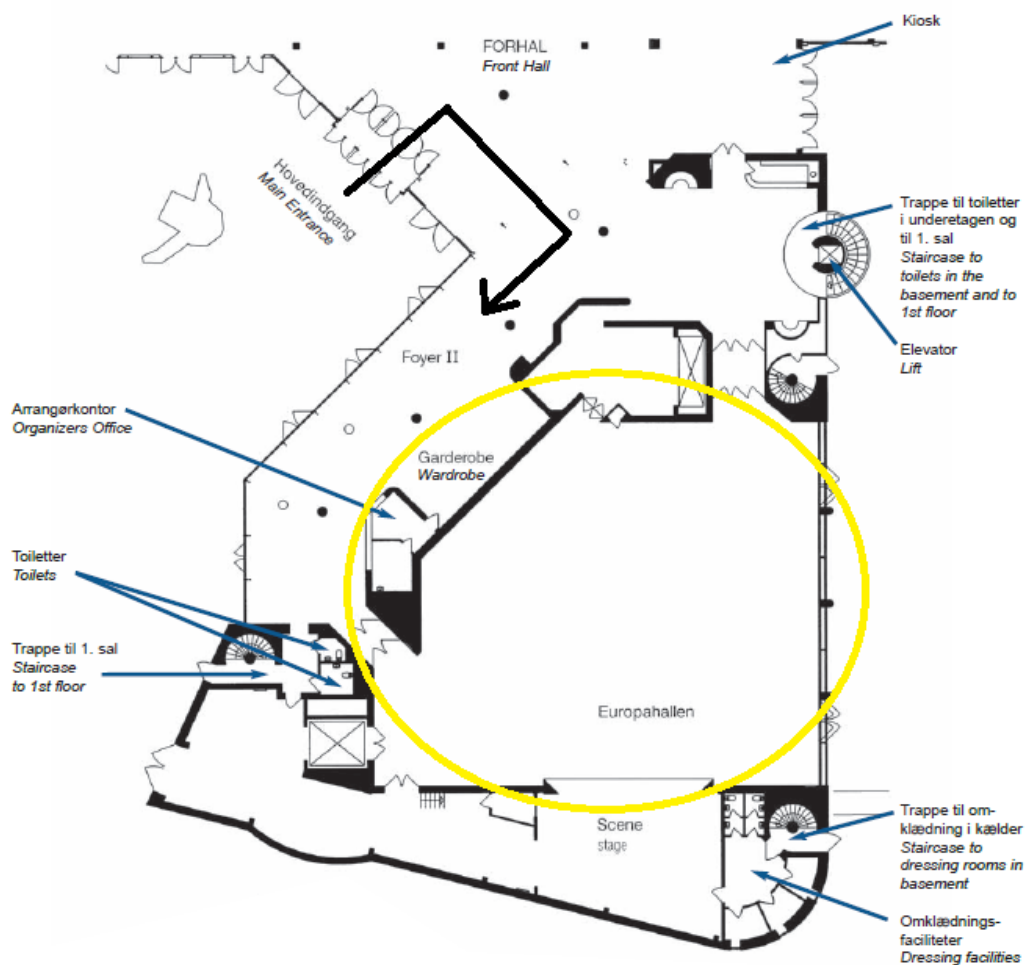 Kiosk
FORHAL
Front Hall
Hovedindgang
Main Entrance
Trappe til toiletter
i underetagen og
til 1. sal
Staircase to
toilets in the
basement and to
1st floor
Elevator
Lift
Foyer II
Arrangørkontor
Organizers Office
Garderobe
Wardrobe
Toiletter
Toilets
Trappe til 1. sal
Staircase
to 1st floor
Europahallen
Scene
stage
Trappe til om-
klædning i kælder
Staircase to
dressing rooms in
basement
Omklædnings-
faciliteter
Dressing facilities